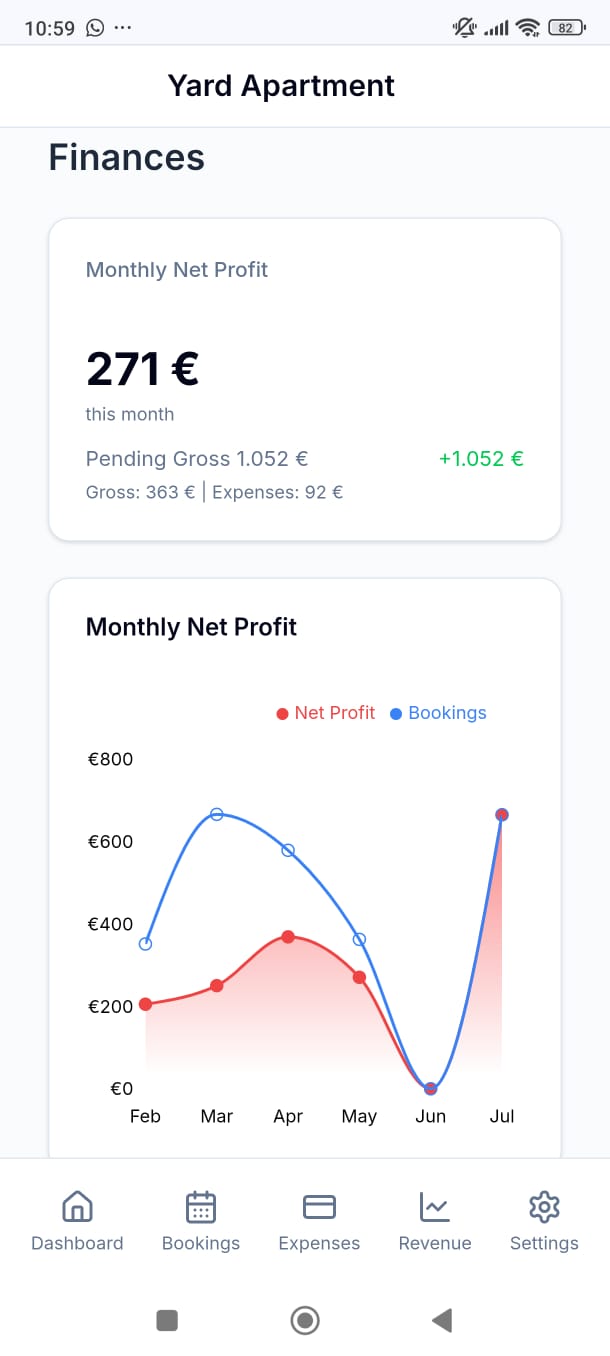 10:59 ...
82
Yard Apartment
Finances
Monthly Net Profit
271 €
this month
Pending Gross 1.052 € +1.052 €
Gross: 363 € | Expenses: 92 €
Monthly Net Profit
Net Profit Bookings
€800
€600
€400
€200
€0
Feb Mar Apr May Jun Jul
Dashboard Bookings Expenses Revenue Settings